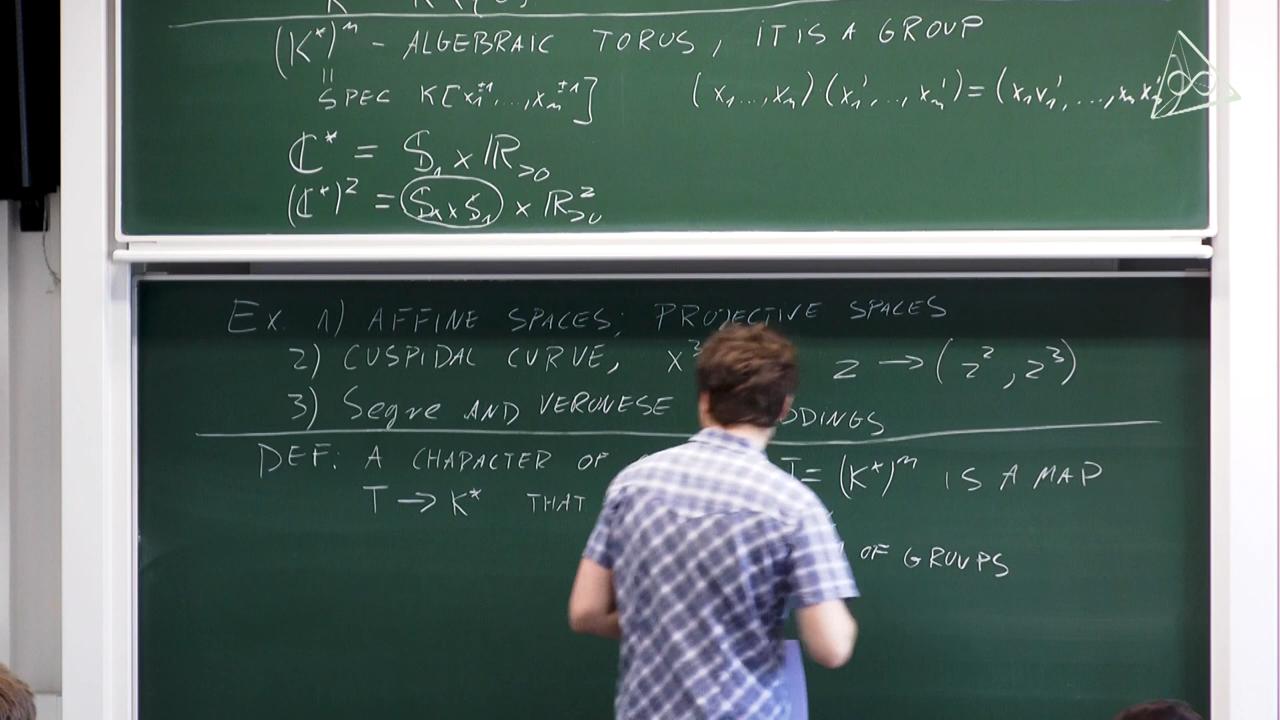 (K*)ⁿ - ALGEBRAIC TORUS, IT IS A GROUP
SPEC K[x₁^±1, ..., xₙ^±1] (x₁...,xₙ)(x₁',...,xₙ') = (x₁x₁',...,xₙxₙ'
ℂ* = S₁ × ℝ>0
(ℂ*)² = S₁×S₁ × ℝ²>0
Ex. 1) AFFINE SPACES; PROJECTIVE SPACES
2) CUSPIDAL CURVE, x³ z → (z², z³)
3) Segre AND VERONESE DDINGS
DEF: A CHARACTER OF T = (K*)ⁿ IS A MAP
T → K* THAT
OF GROUPS